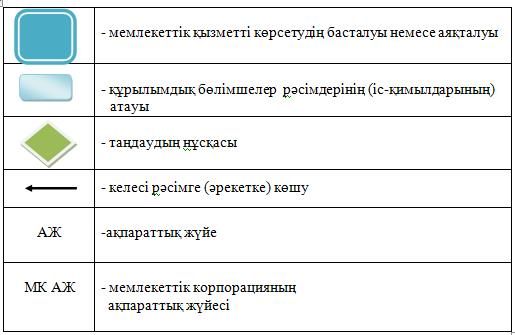 - мемлекеттік қызметті көрсетудің басталуы немесе аяқталуы
- құрылымдық бөлімшелер рәсімдерінің (іс-қимылдарының)
атауы
- таңдаудың нұсқасы
- келесі рәсімге (әрекетке) көшу
АЖ
-ақпараттық жүйе
МК АЖ
- мемлекеттік корпорацияның
ақпараттық жүйесі